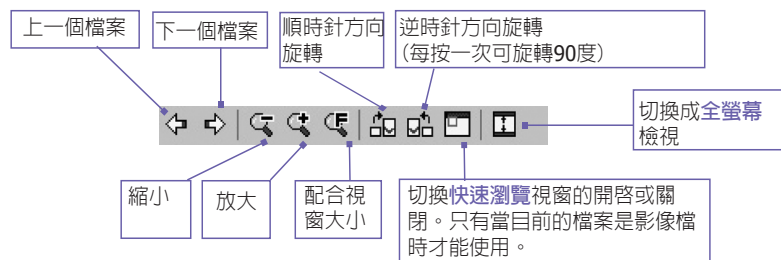 上一個檔案
下一個檔案
順時針方向
旋轉
逆時針方向旋轉
(每按一次可旋轉90度)
切換成全螢幕
檢視
縮小
放大
配合視
窗大小
切換快速瀏覽視窗的開啓或關
閉。只有當目前的檔案是影像檔
時才能使用。